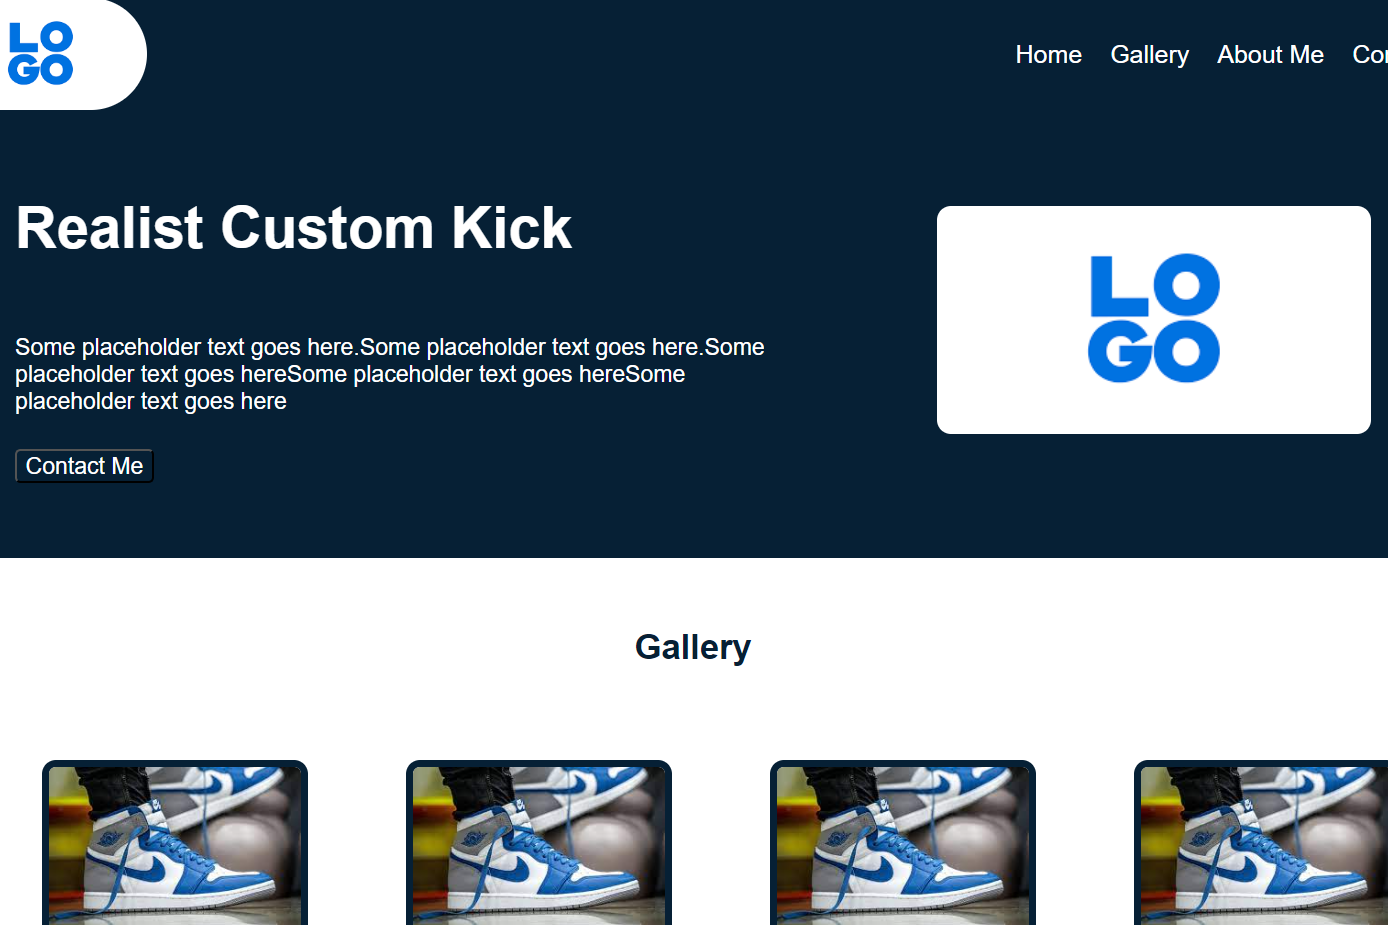 LO
GO
Home Gallery About Me
Realist Custom Kick
LO
GO
Some placeholder text goes here.Some placeholder text goes here.Some
placeholder text goes hereSome placeholder text goes hereSome
placeholder text goes here
Contact Me
Gallery